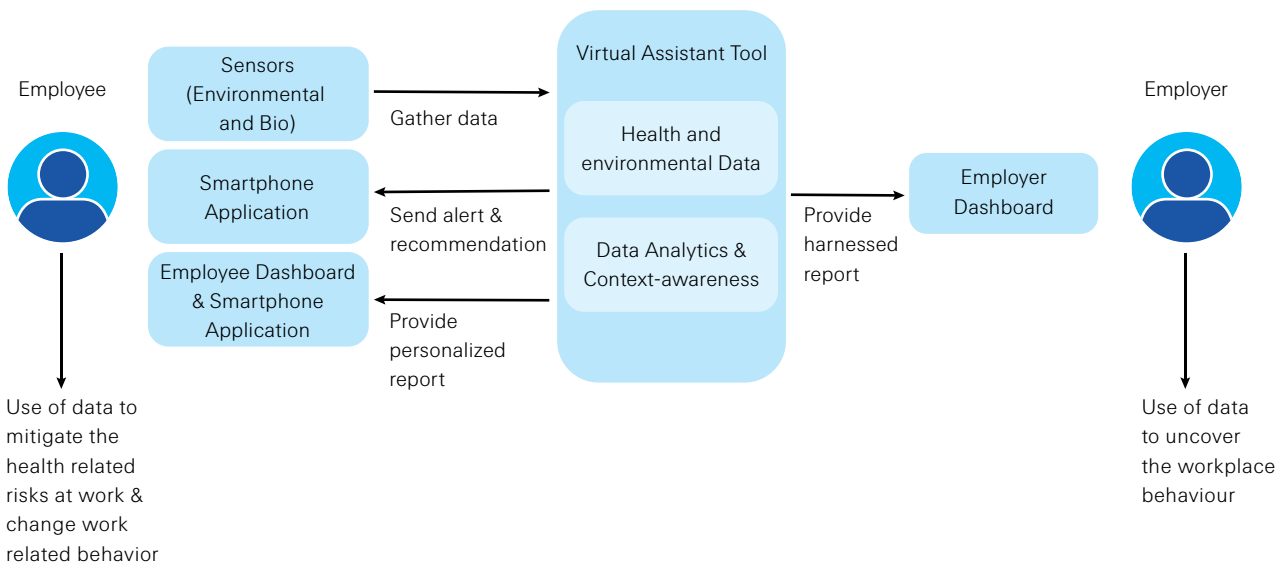 Employee
Sensors
(Environmental
and Bio)
Gather data
Smartphone
Application
Send alert &
recommendation
Employee Dashboard
& Smartphone
Application
Provide
personalized
report
Use of data to
mitigate the
health related
risks at work &
change work
related behavior
Virtual Assistant Tool
Health and
environmental Data
Data Analytics &
Context-awareness
Provide
harnessed
report
Employer
Dashboard
Employer
Use of data
to uncover
the workplace
behaviour